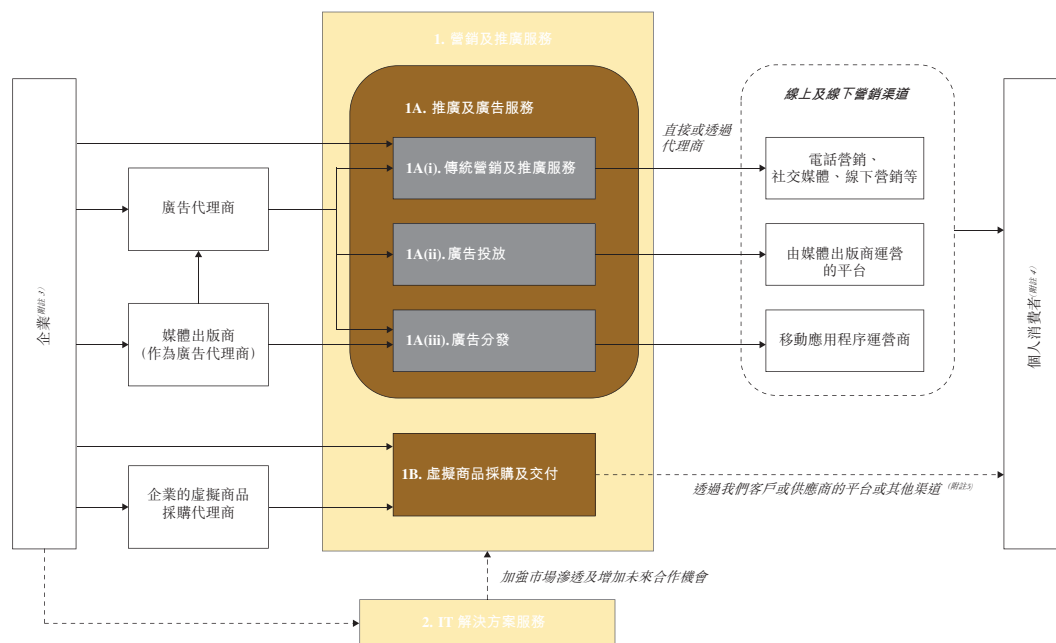 1. 營銷及推廣服務
1A. 推廣及廣告服務
線上及線下營銷渠道
直接或透過
代理商
1A(i). 傳統營銷及推廣服務
電話營銷、
社交媒體、線下營銷等
廣告代理商
1A(ii). 廣告投放
由媒體出版商運營
的平台
企業(附註 3)
媒體出版商
(作為廣告代理商)
1A(iii). 廣告分發
移動應用程序運營商
個人消費者(附註 4)
1B. 虛擬商品採購及交付
透過我們客戶或供應商的平台或其他渠道 (附註5)
企業的虛擬商品
採購代理商
加強市場滲透及增加未來合作機會
2. IT 解決方案服務